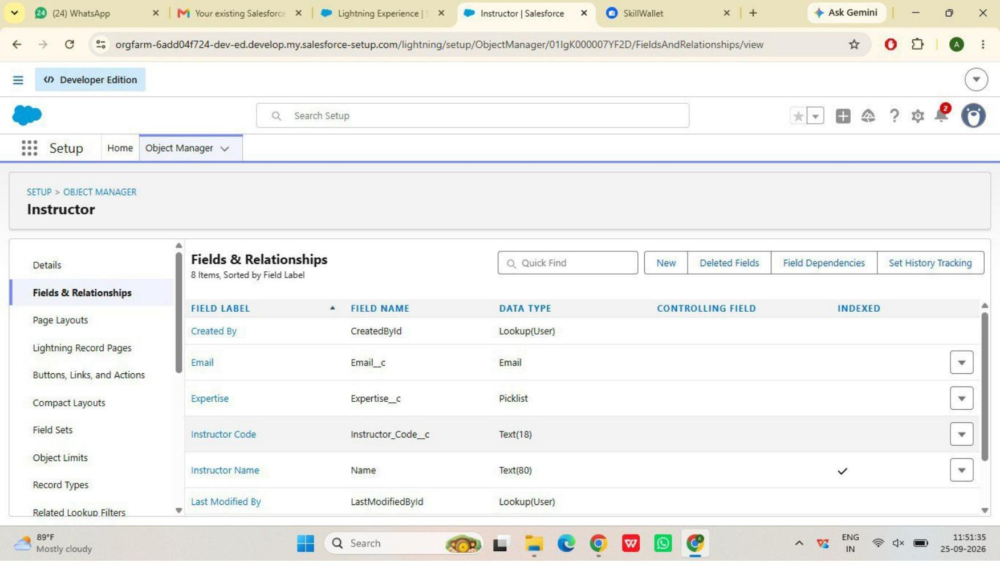 24 (24) WhatsApp
Your existing Salesforce
Lightning Experience | S
Instructor | Salesforce
SkillWallet
Ask Gemini
orgfarm-6add04f724-dev-ed.develop.my.salesforce-setup.com/lightning/setup/ObjectManager/01IgK000007YF2D/FieldsAndRelationships/view
A
Developer Edition
Search Setup
2
Setup
Home
Object Manager
SETUP > OBJECT MANAGER
Instructor
Details
Fields & Relationships
Page Layouts
Lightning Record Pages
Buttons, Links, and Actions
Compact Layouts
Field Sets
Object Limits
Record Types
Related Lookup Filters
Fields & Relationships
8 Items, Sorted by Field Label
Quick Find
New
Deleted Fields
Field Dependencies
Set History Tracking
FIELD LABEL FIELD NAME DATA TYPE CONTROLLING FIELD INDEXED
Created By CreatedById Lookup(User)
Email Email__c Email
Expertise Expertise__c Picklist
Instructor Code Instructor_Code__c Text(18)
Instructor Name Name Text(80)
Last Modified By LastModifiedById Lookup(User)
89°F
Mostly cloudy
Search
ENG
IN
11:51:35
25-09-2026